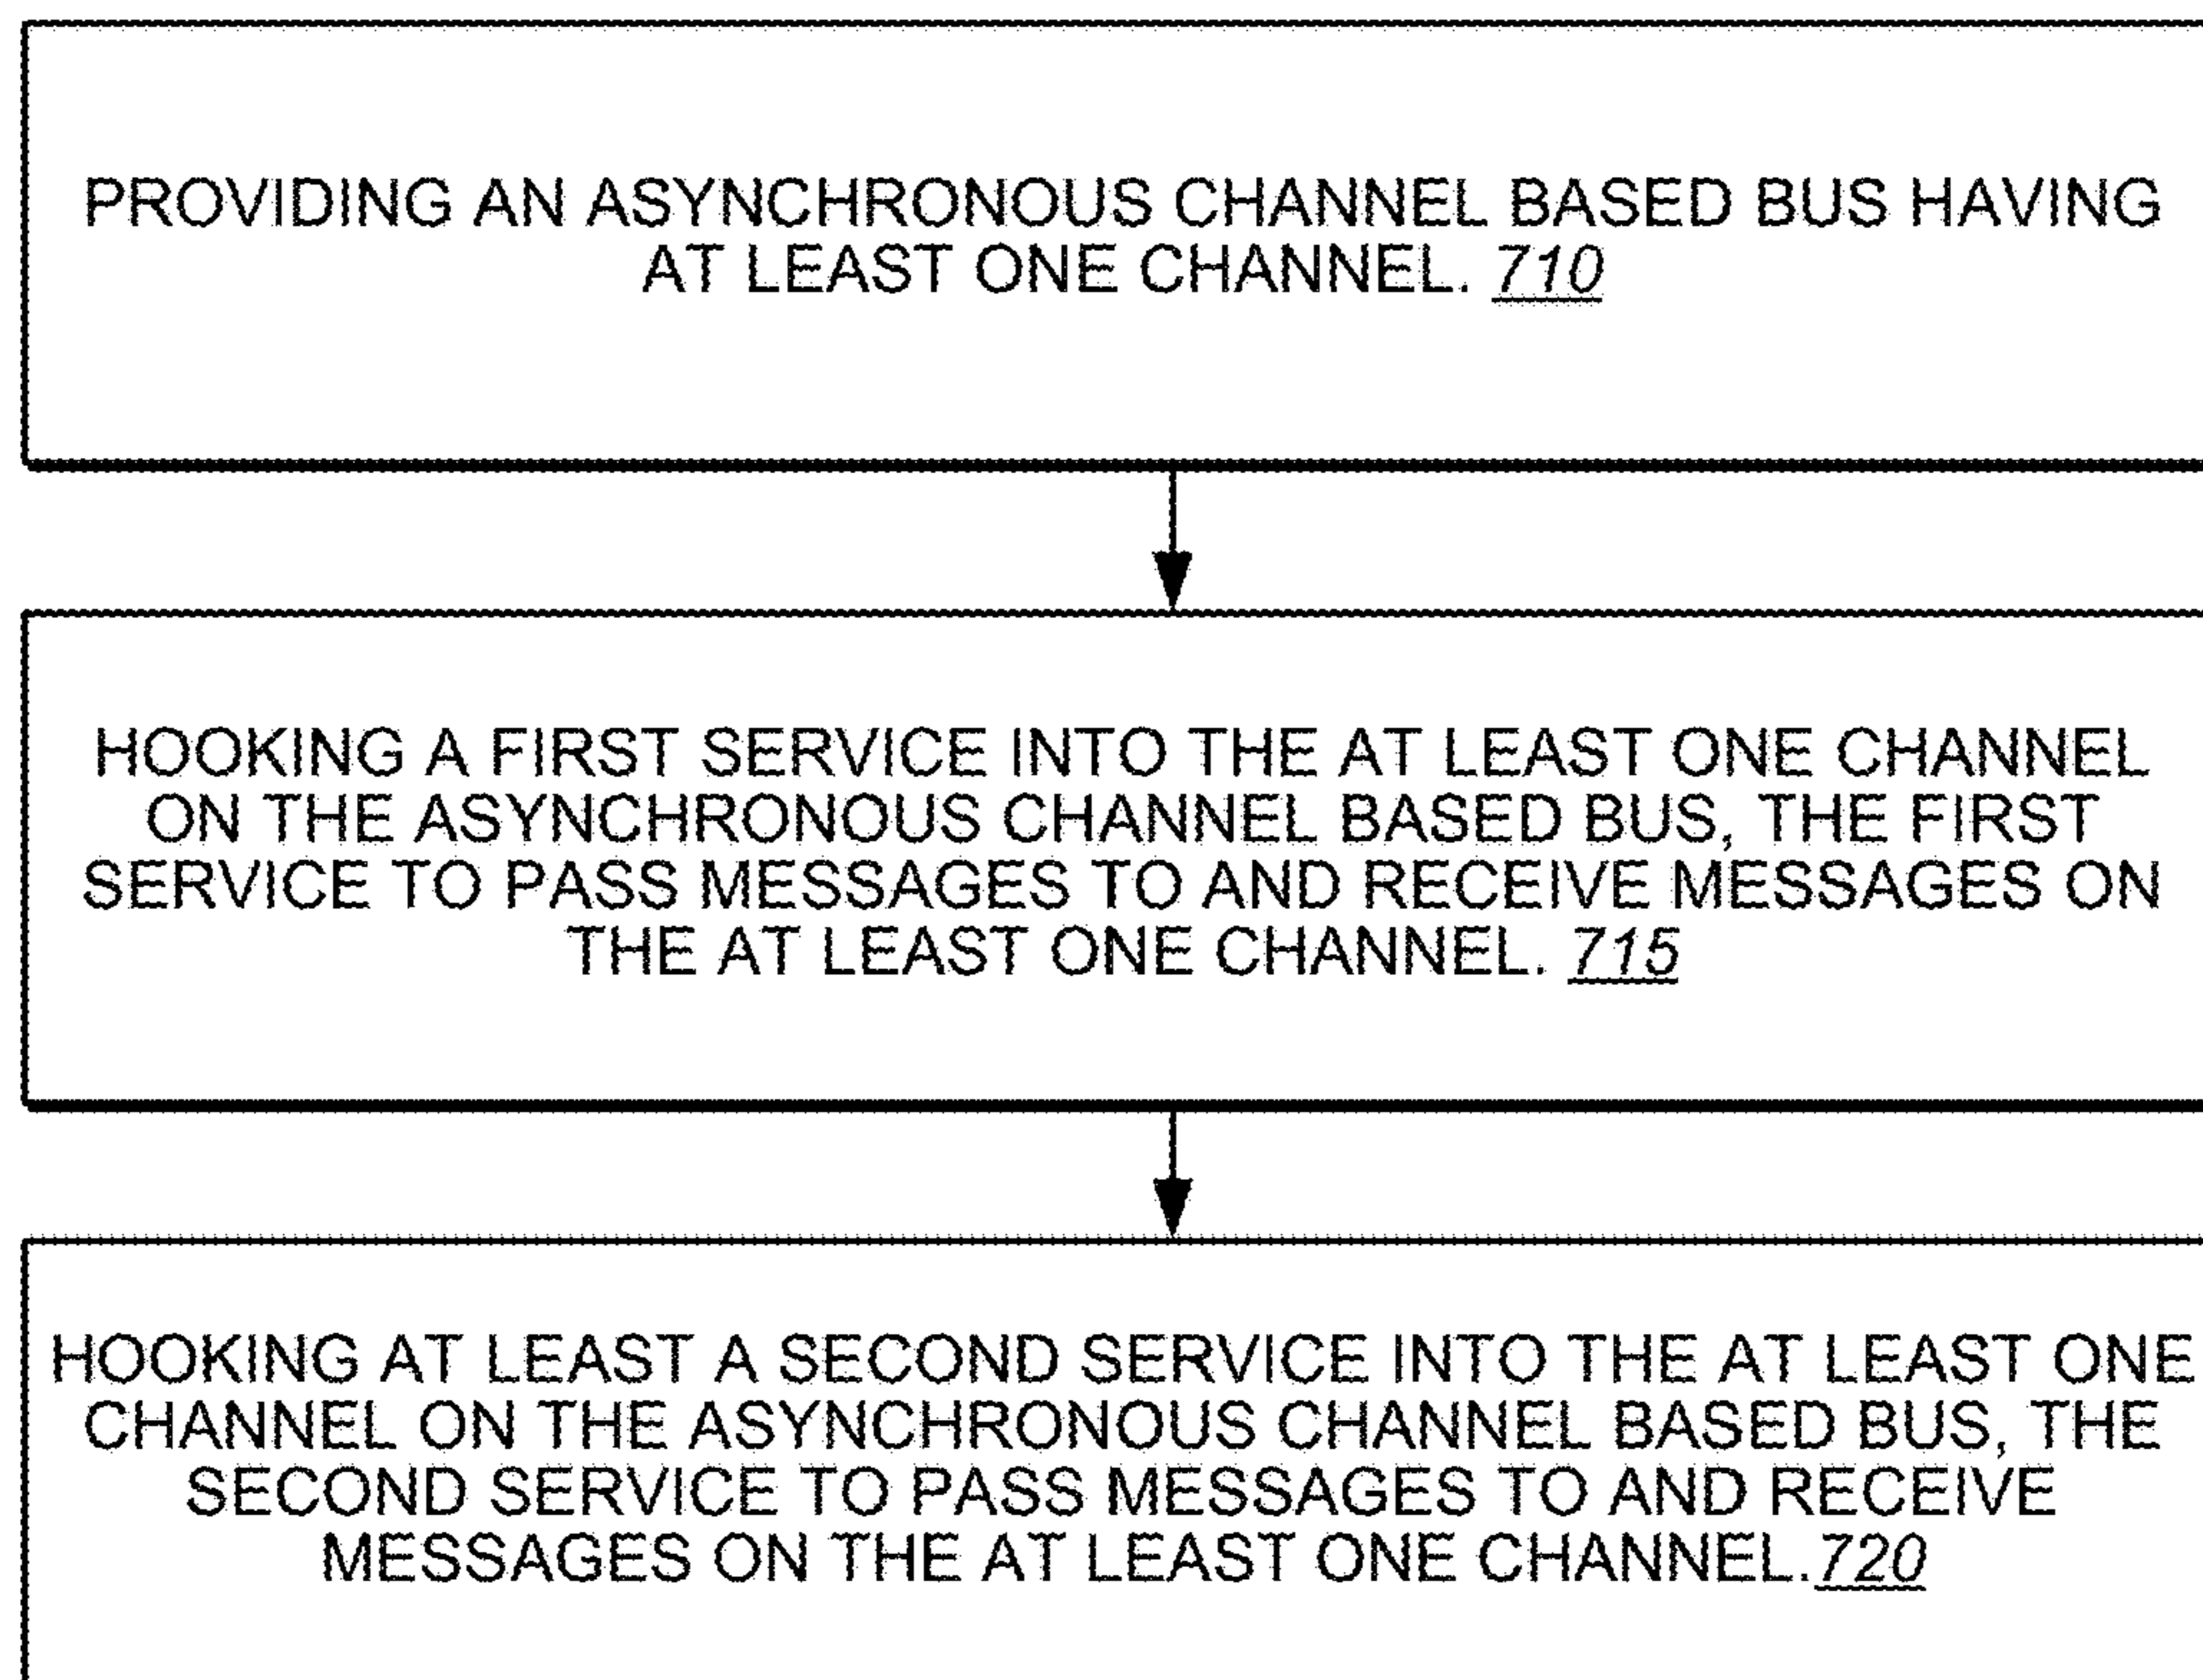 PROVIDING AN ASYNCHRONOUS CHANNEL BASED BUS HAVING
AT LEAST ONE CHANNEL. 710
HOOKING A FIRST SERVICE INTO THE AT LEAST ONE CHANNEL
ON THE ASYNCHRONOUS CHANNEL BASED BUS, THE FIRST
SERVICE TO PASS MESSAGES TO AND RECEIVE MESSAGES ON
THE AT LEAST ONE CHANNEL. 715
HOOKING AT LEAST A SECOND SERVICE INTO THE AT LEAST ONE
CHANNEL ON THE ASYNCHRONOUS CHANNEL BASED BUS, THE
SECOND SERVICE TO PASS MESSAGES TO AND RECEIVE
MESSAGES ON THE AT LEAST ONE CHANNEL.720